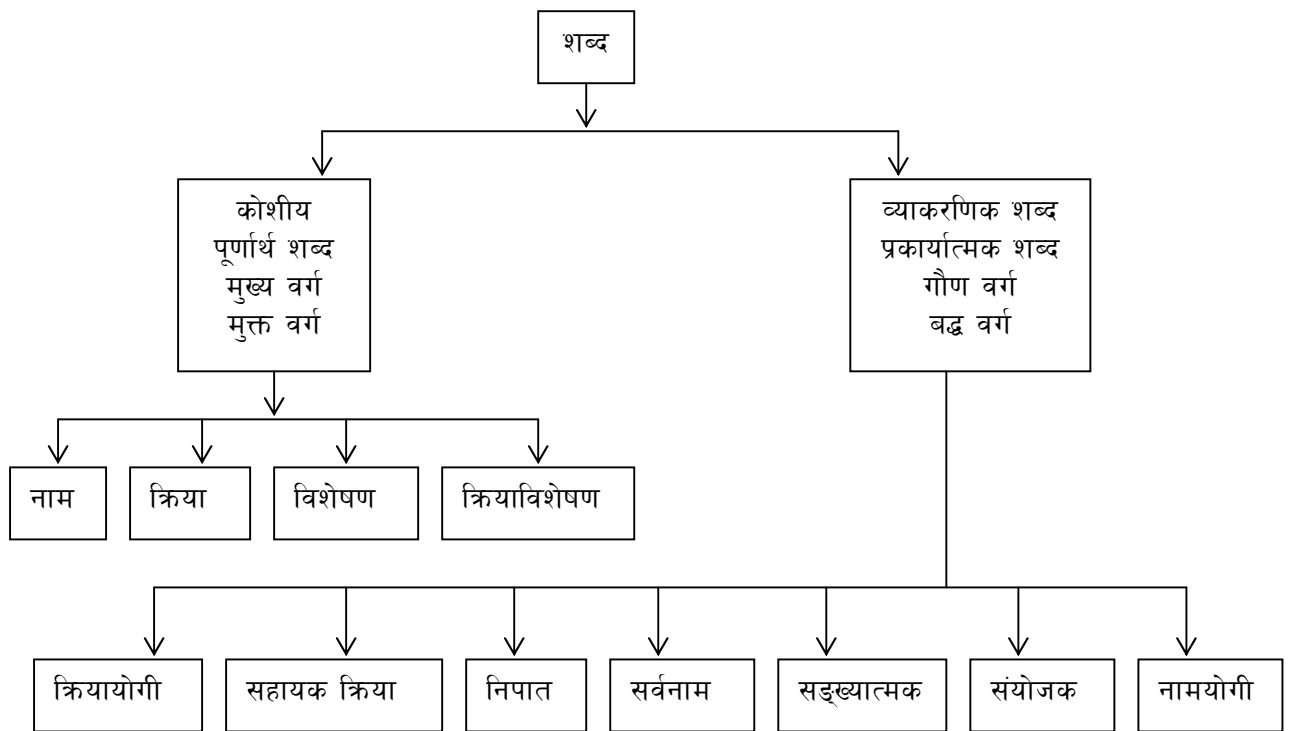 शब्द
कोशीय
पूर्णार्थ शब्द
मुख्य वर्ग
मुक्त वर्ग
व्याकरणिक शब्द
प्रकार्यात्मक शब्द
गौण वर्ग
बद्ध वर्ग
नाम
क्रिया
विशेषण
क्रियाविशेषण
क्रियायोगी
सहायक क्रिया
निपात
सर्वनाम
सङ्ख्यात्मक
संयोजक
नामयोगी